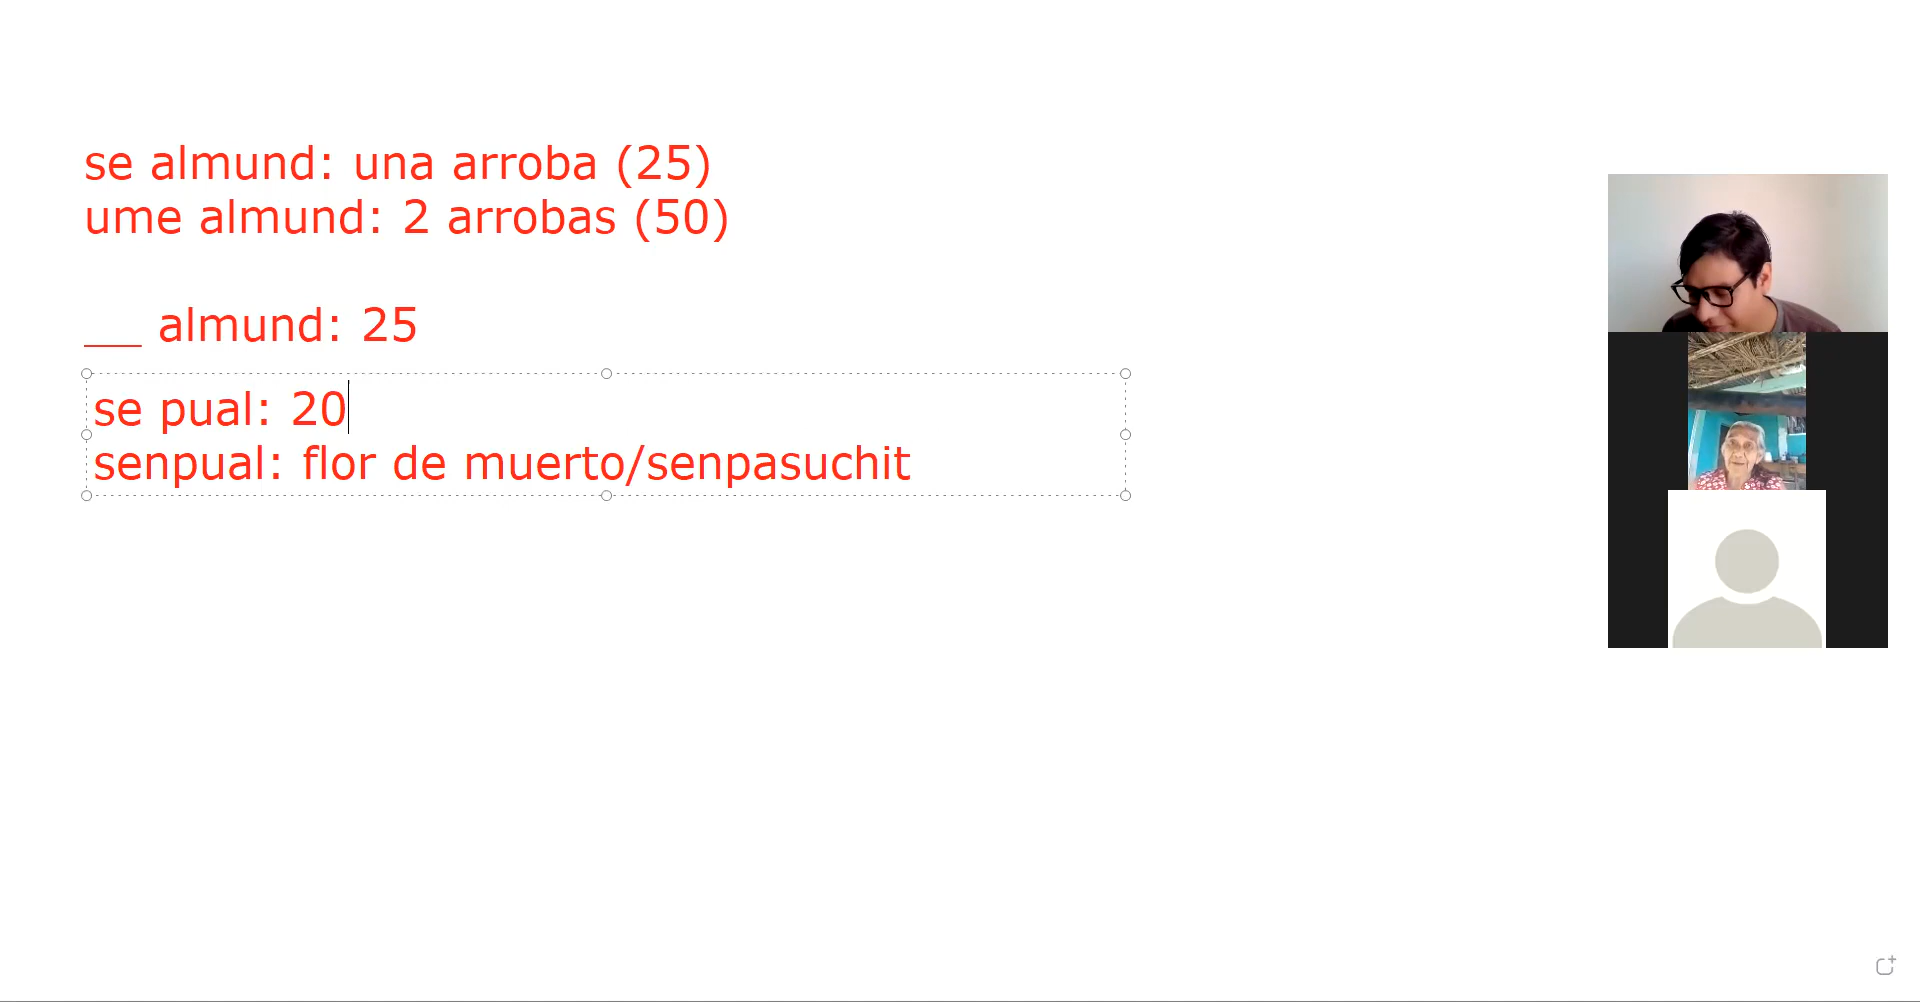 se almund: una arroba (25)
ume almund: 2 arrobas (50)
___ almund: 25
se pual: 20
senpual: flor de muerto/senpasuchit